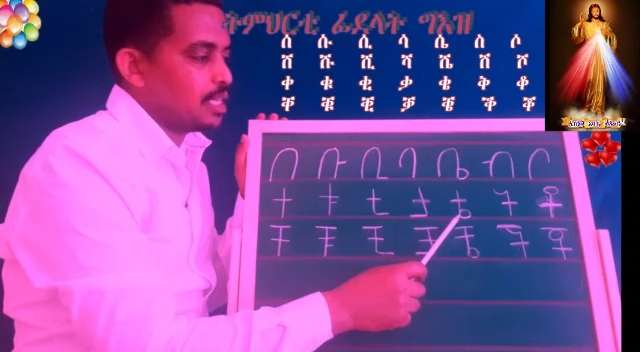 ትምህርቲ ፊደላት ግእዝ
ሰ ሱ ሲ ሳ ሴ ስ ሶ
ሸ ሹ ሺ ሻ ሼ ሽ ሾ
ቀ ቁ ቂ ቃ ቄ ቅ ቆ
ቐ ቑ ቒ ቓ ቔ ቕ ቖ
በ ቡ ቢ ባ ቤ ብ ቦ
ተ ቱ ቲ ታ ቴ ት ቶ
ቸ ቹ ቺ ቻ ቼ ች ቾ